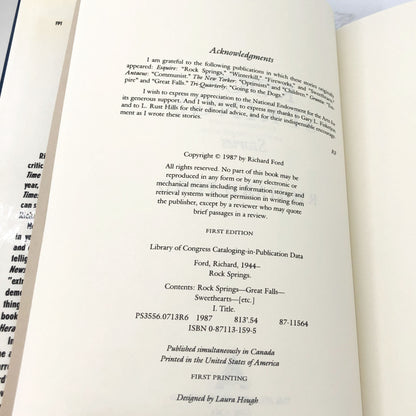 Acknowledgments
I am grateful to the following publications in which these stories originally
appeared: Esquire: "Rock Springs," "Winterkill," "Fireworks," and "Sweethearts."
Antaeus: "Communist." The New Yorker: "Optimists" and "Children." Granta: "Em-
pire" and "Great Falls." Tri-Quarterly: "Going to the Dogs."
I wish to express my appreciation to the National Endowment for the Arts for
its generous support. And I wish, as well, to express my thanks to Gary L. Fisketjon
and to L. Rust Hills for their editorial advice, and for their indispensable encourage-
ment as I wrote these stories.
R.F.
Copyright © 1987 by Richard Ford
All rights reserved. No part of this book may be
reproduced in any form or by any electronic or
mechanical means including information storage and
retrieval systems without permission in writing from
the publisher, except by a reviewer who may quote
brief passages in a review.
FIRST EDITION
Library of Congress Cataloging-in-Publication Data
Ford, Richard, 1944–
Rock Springs.
Contents: Rock Springs—Great Falls—
Sweethearts—[etc.]
I. Title.
PS3556.0713R6 1987 813'.54 87-11564
ISBN 0-87113-159-5
Published simultaneously in Canada
Printed in the United States of America
FIRST PRINTING
Designed by Laura Hough